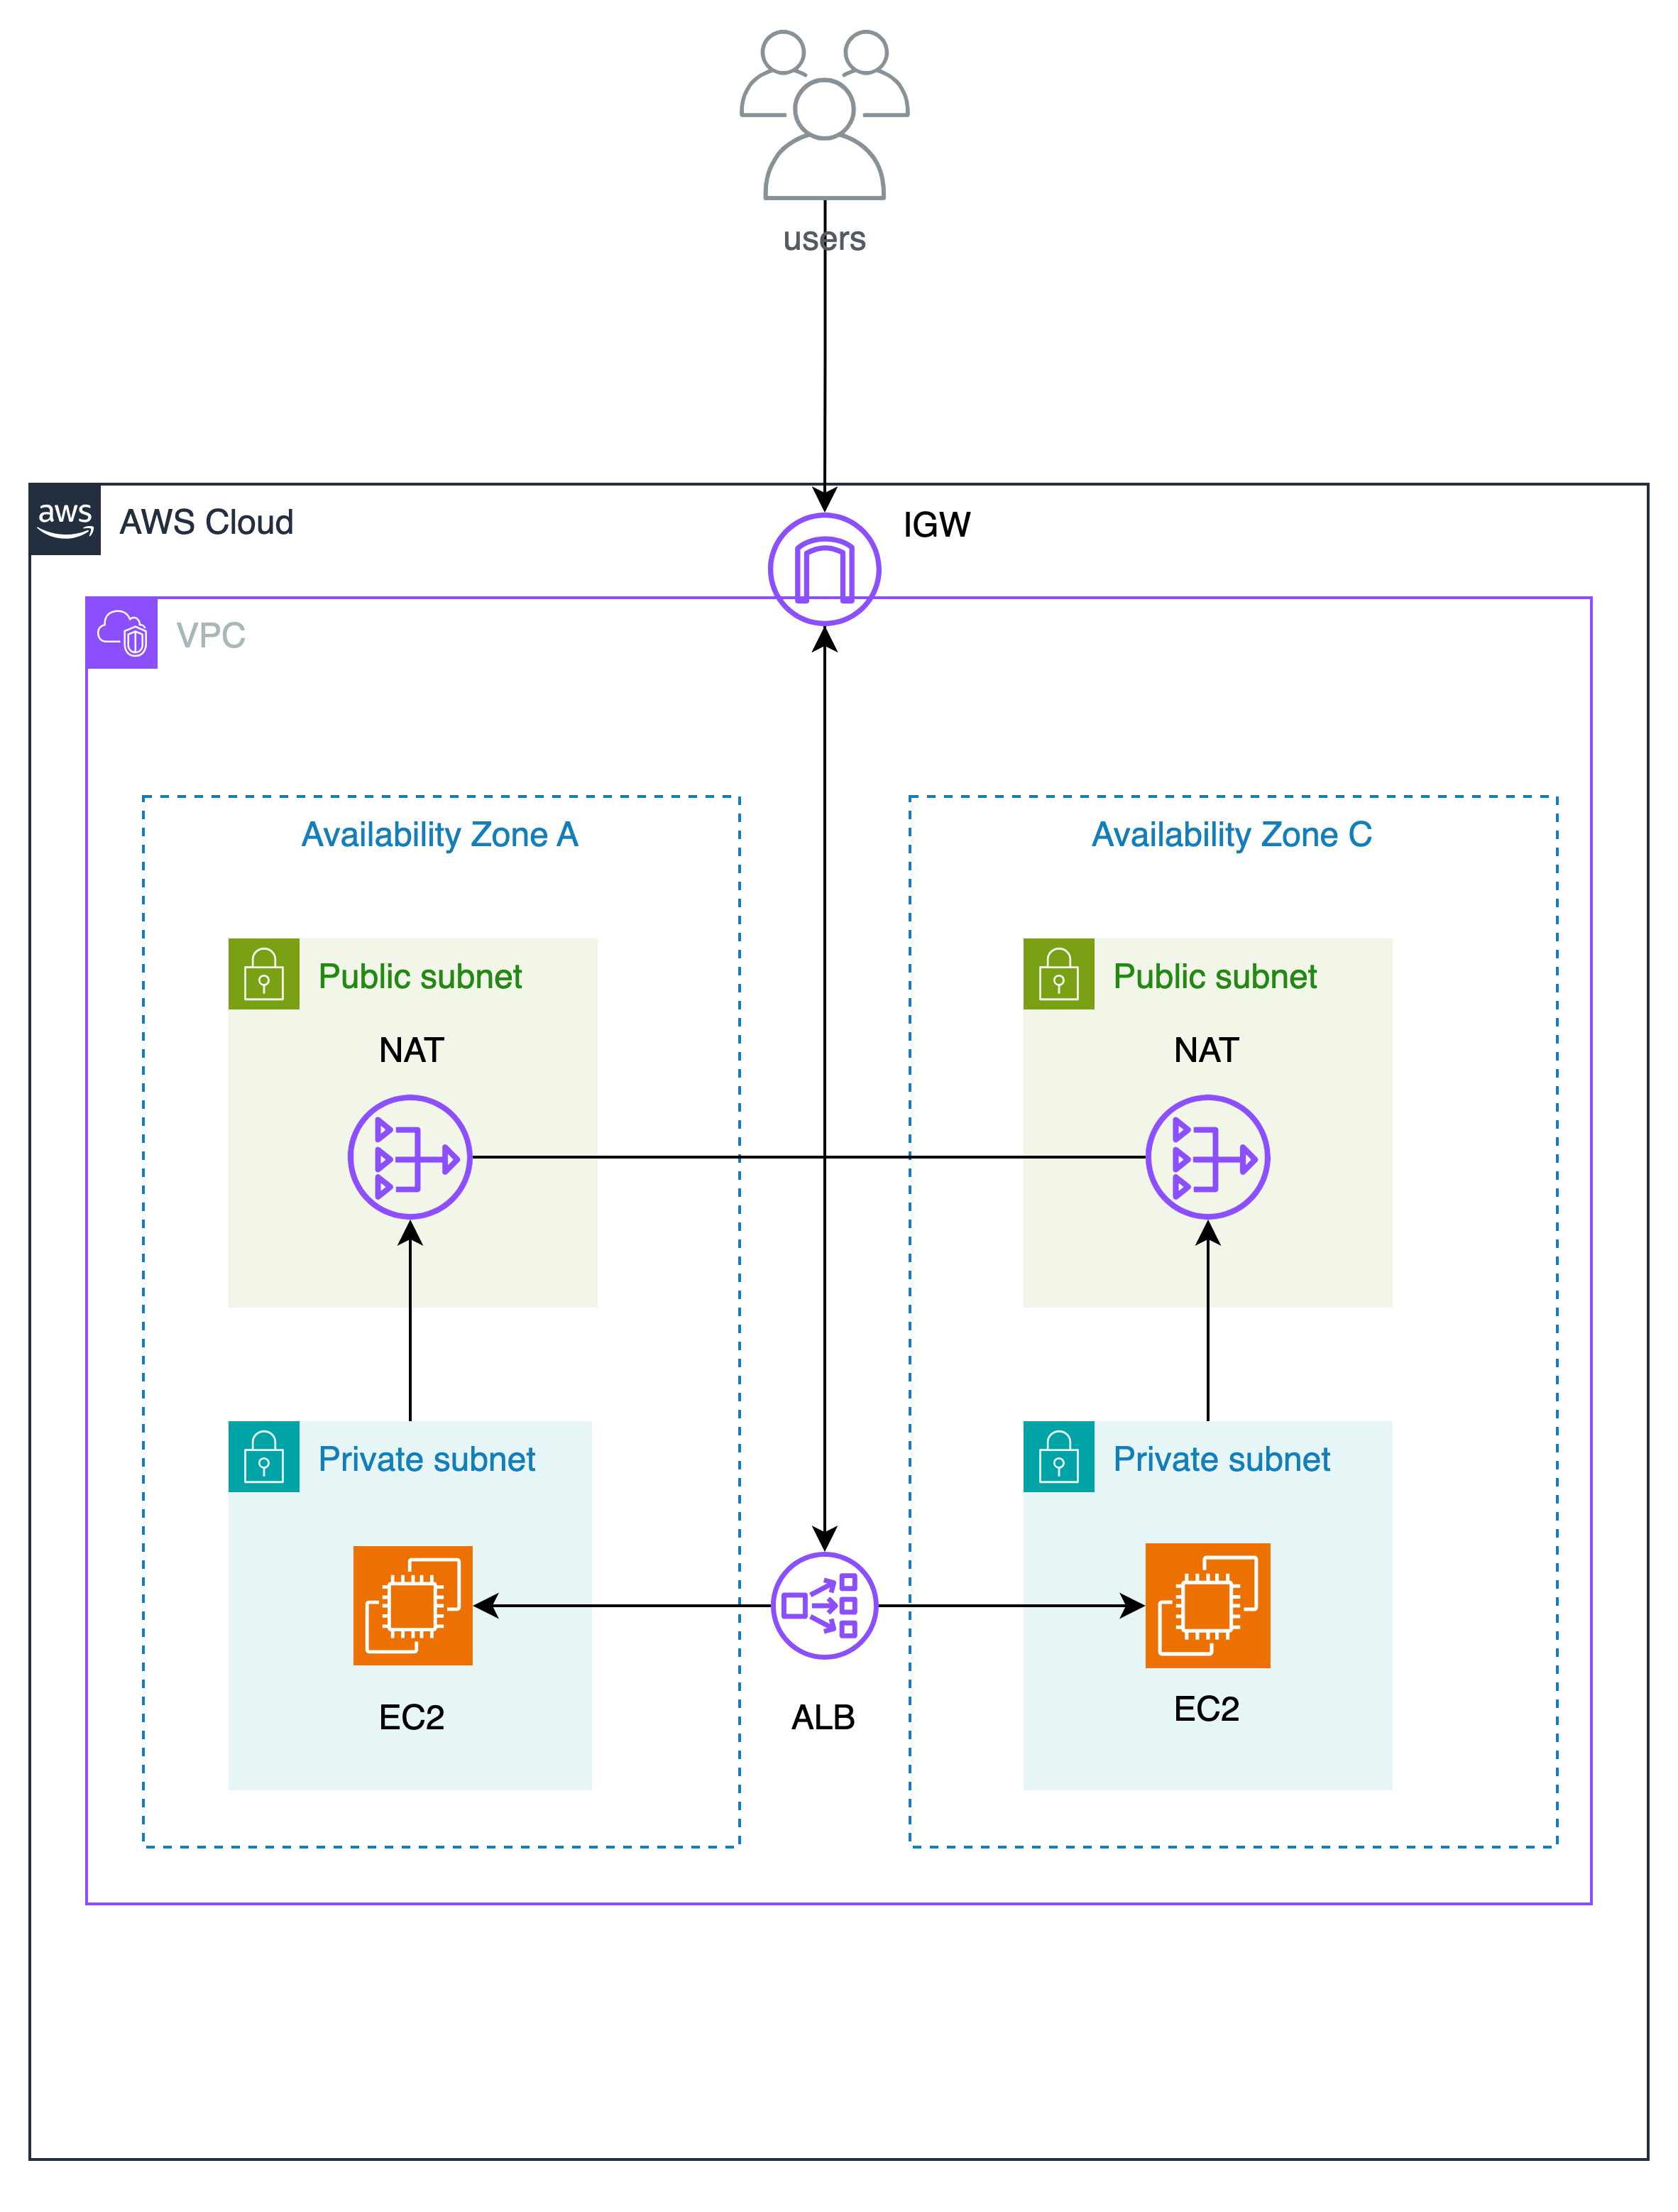 users
aws
AWS Cloud
IGW
VPC
Availability Zone A
Availability Zone C
Public subnet
Public subnet
NAT
NAT
Private subnet
Private subnet
EC2
ALB
EC2